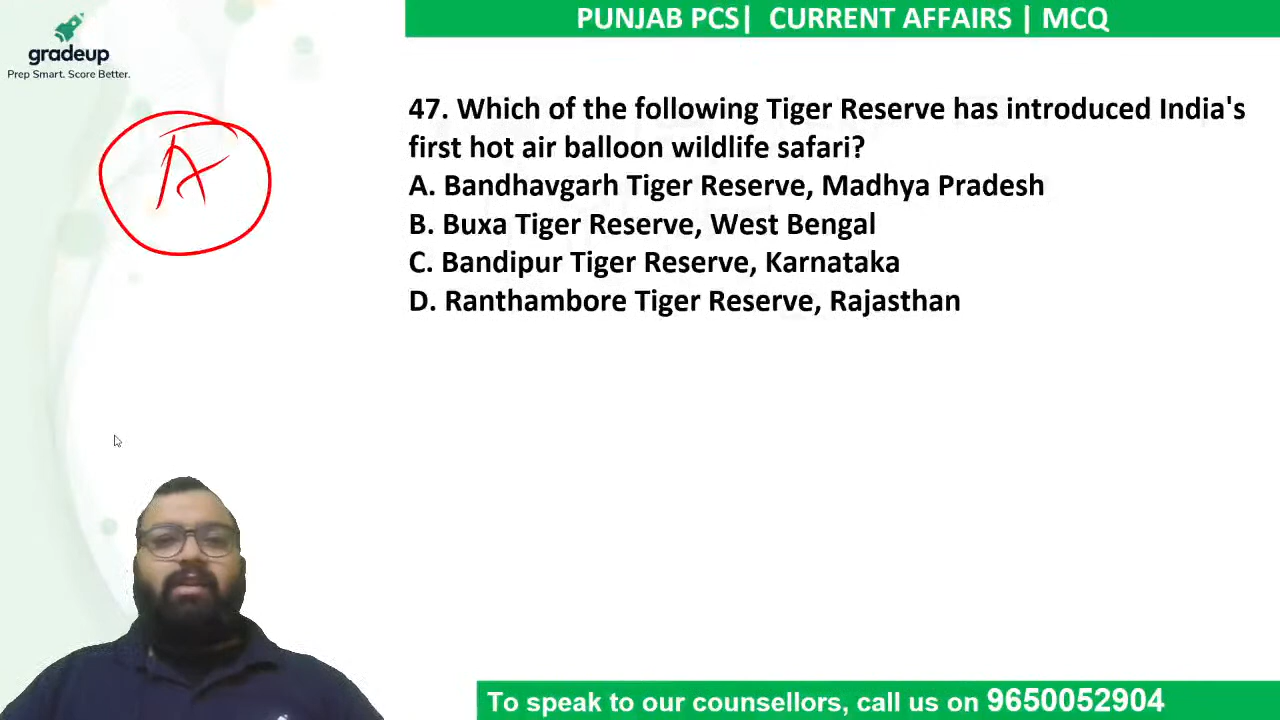 gradeup
Prep Smart. Score Better.
PUNJAB PCS| CURRENT AFFAIRS | MCQ
A
47. Which of the following Tiger Reserve has introduced India's
first hot air balloon wildlife safari?
A. Bandhavgarh Tiger Reserve, Madhya Pradesh
B. Buxa Tiger Reserve, West Bengal
C. Bandipur Tiger Reserve, Karnataka
D. Ranthambore Tiger Reserve, Rajasthan
To speak to our counsellors, call us on 9650052904